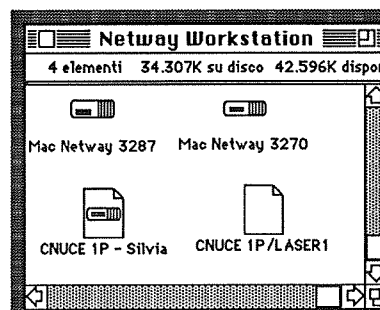 Netway Workstation
4 elementi 34.307K su disco 42.596K dispor
Mac Netway 3287 Mac Netway 3270
CNUCE 1P - Silvia CNUCE 1P/LASER1